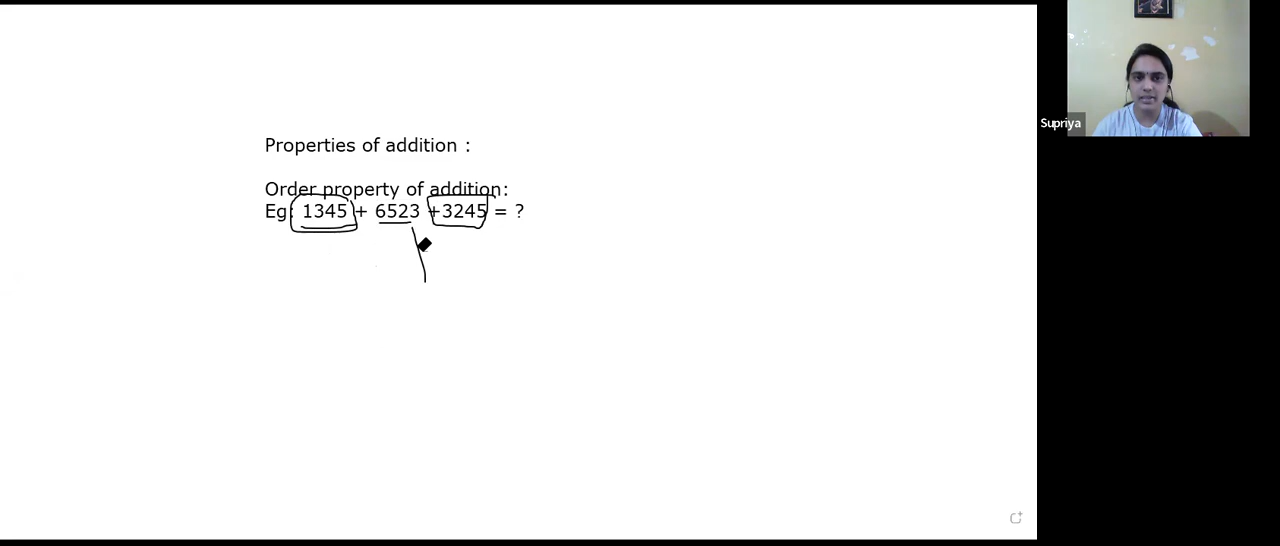 Properties of addition :
Order property of addition:
Eg: 1345 + 6523 +3245 = ?
Supriya